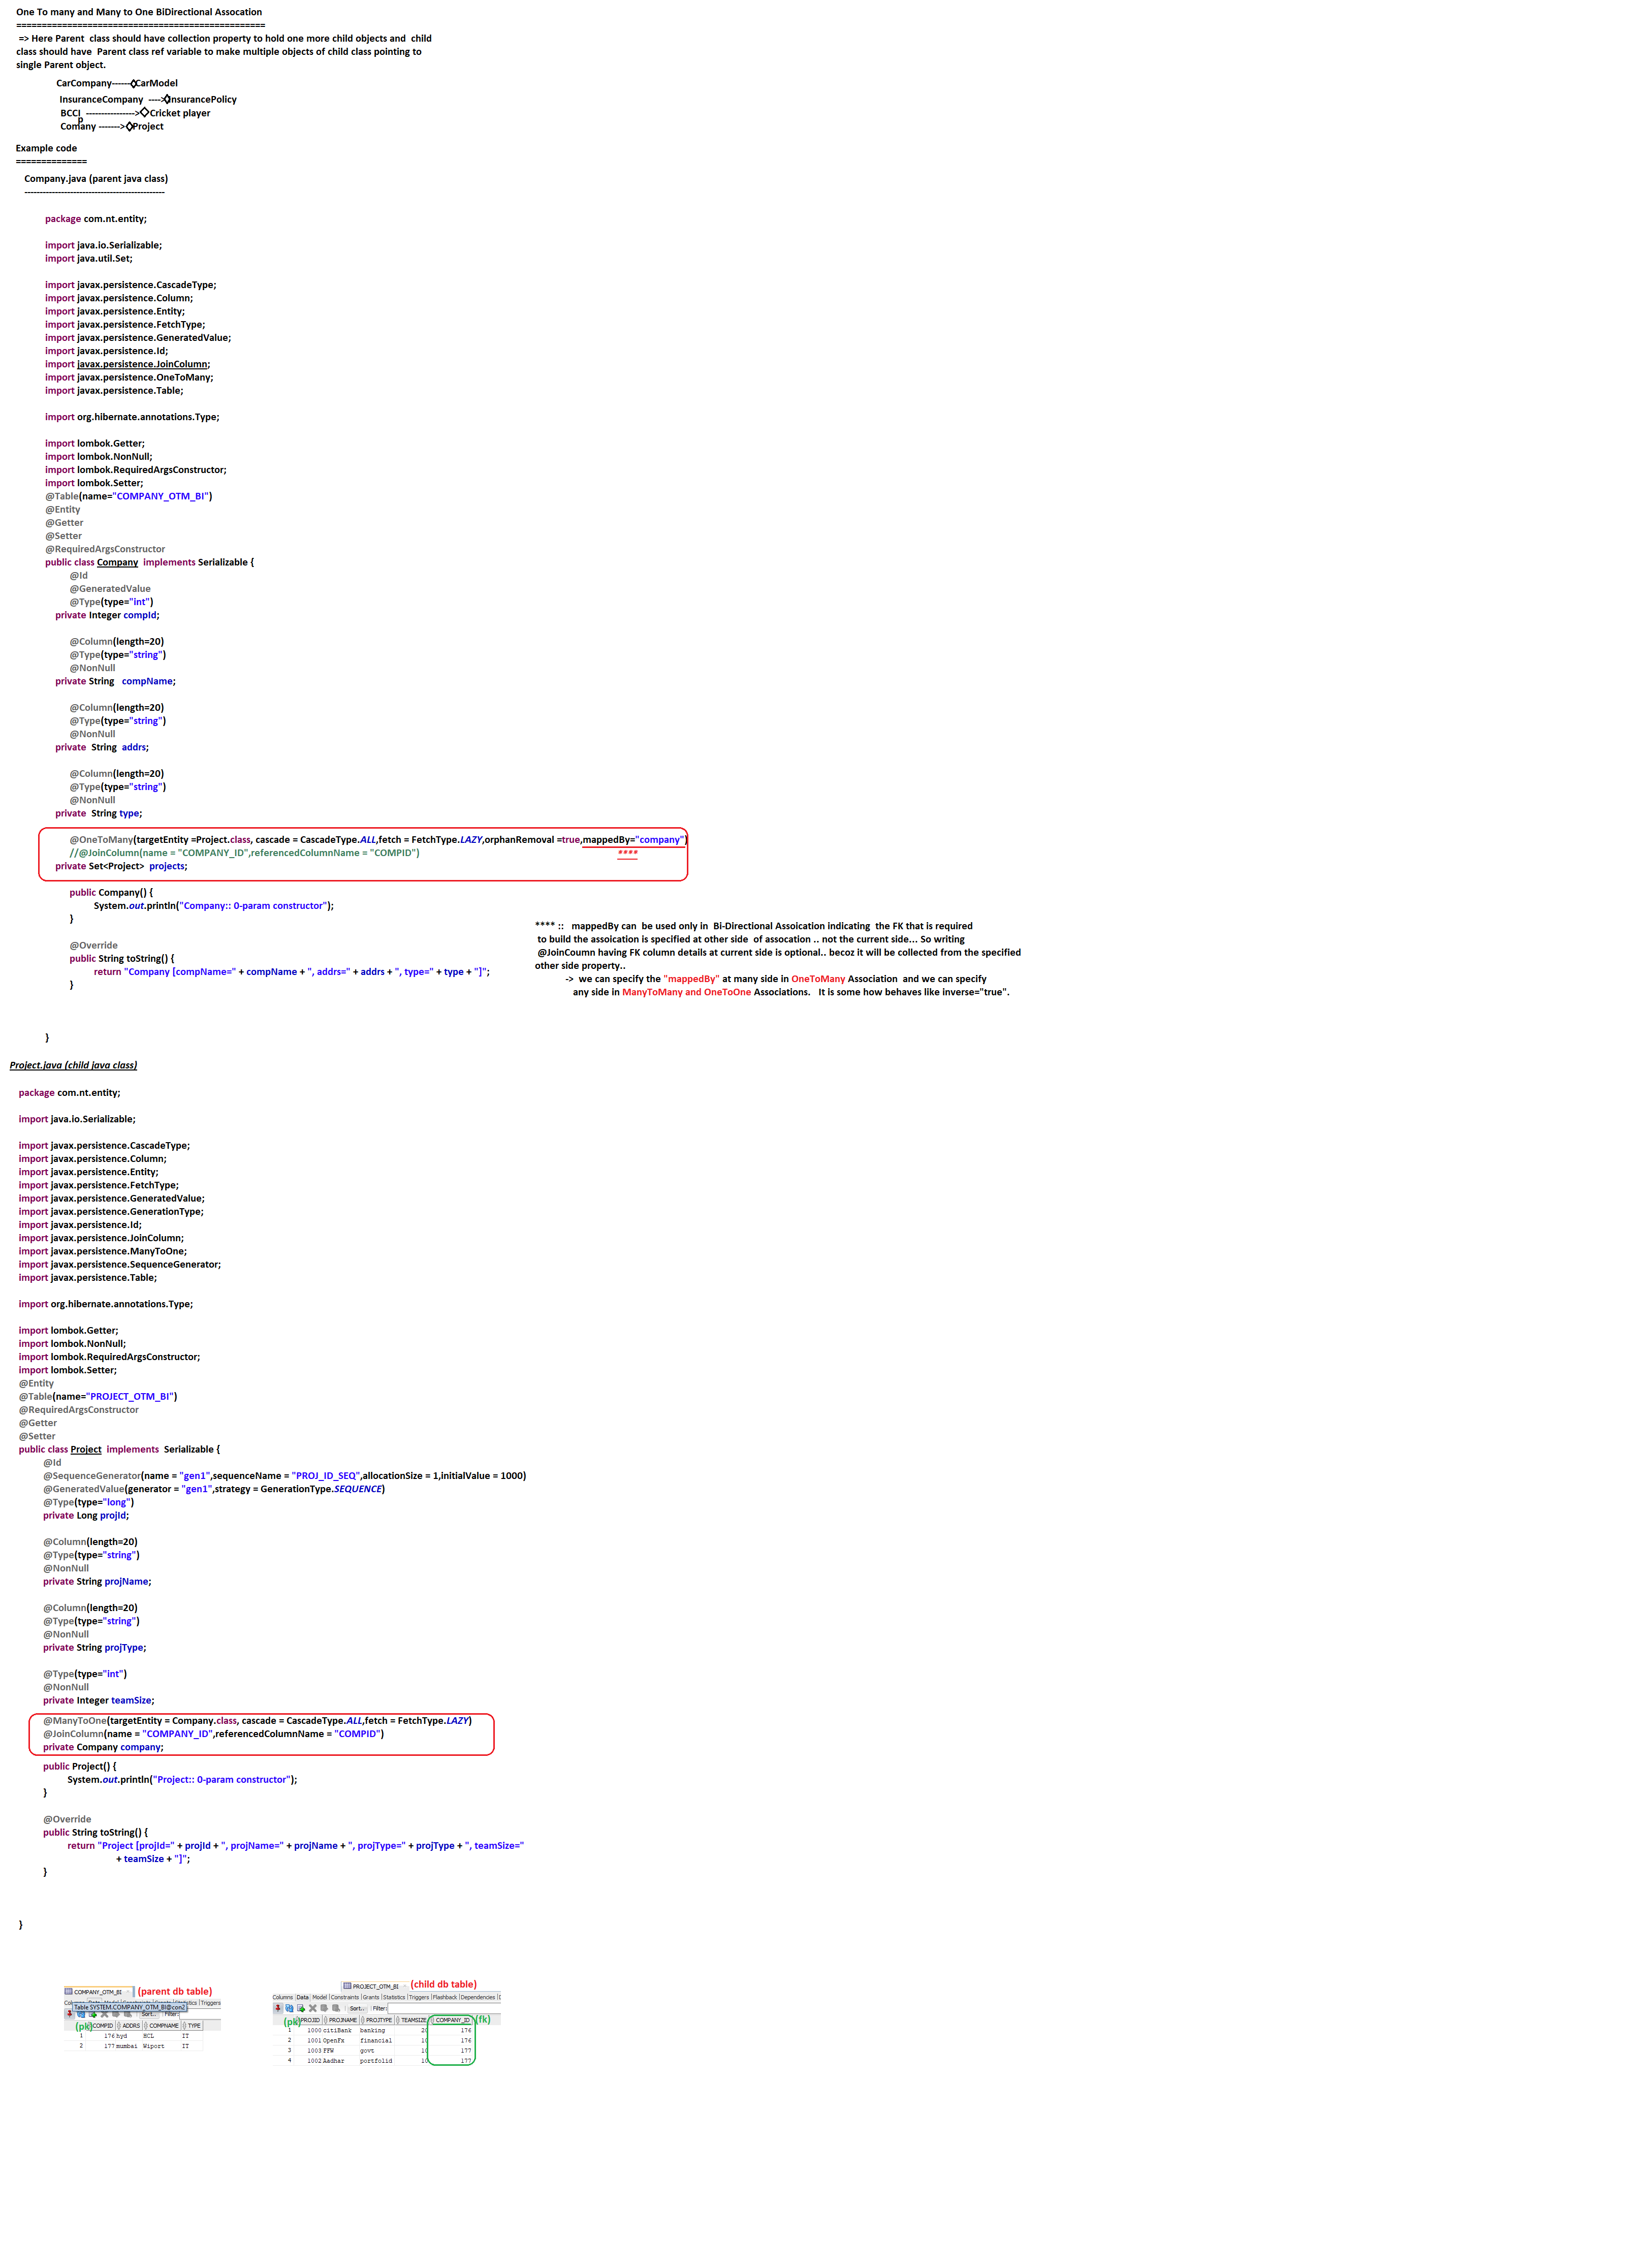 One To many and Many to One BiDirectional Assocation
=================================================
=> Here Parent  class should have collection property to hold one more child objects and  child
class should have  Parent class ref variable to make multiple objects of child class pointing to
single Parent object.
CarCompany------CarModel
InsuranceCompany  ---->InsurancePolicy
BCCI  ---------------->  Cricket player
p
Comany ------->Project
Example code
==============
Company.java (parent java class)
----------------------------------------------
package com.nt.entity;
import java.io.Serializable;
import java.util.Set;
import javax.persistence.CascadeType;
import javax.persistence.Column;
import javax.persistence.Entity;
import javax.persistence.FetchType;
import javax.persistence.GeneratedValue;
import javax.persistence.Id;
import javax.persistence.JoinColumn;
import javax.persistence.OneToMany;
import javax.persistence.Table;
import org.hibernate.annotations.Type;
import lombok.Getter;
import lombok.NonNull;
import lombok.RequiredArgsConstructor;
import lombok.Setter;
@Table(name="COMPANY_OTM_BI")
@Entity
@Getter
@Setter
@RequiredArgsConstructor
public class Company  implements Serializable {
@Id
@GeneratedValue
@Type(type="int")
private Integer compId;
@Column(length=20)
@Type(type="string")
@NonNull
private String   compName;
@Column(length=20)
@Type(type="string")
@NonNull
private  String  addrs;
@Column(length=20)
@Type(type="string")
@NonNull
private  String type;
@OneToMany(targetEntity =Project.class, cascade = CascadeType.ALL,fetch = FetchType.LAZY,orphanRemoval =true,mappedBy="company")
//@JoinColumn(name = "COMPANY_ID",referencedColumnName = "COMPID")          ****
private Set<Project>  projects;
public Company() {
System.out.println("Company:: 0-param constructor");
}
@Override
public String toString() {
return "Company [compName=" + compName + ", addrs=" + addrs + ", type=" + type + "]";
}
**** ::   mappedBy can  be used only in  Bi-Directional Assoication indicating  the FK that is required
to build the assoication is specified at other side  of assocation .. not the current side... So writing
@JoinCoumn having FK column details at current side is optional.. becoz it will be collected from the specified
other side property..
->  we can specify the "mappedBy" at many side in OneToMany Association  and we can specify
any side in ManyToMany and OneToOne Associations.   It is some how behaves like inverse="true".
}
Project.java (child java class)
package com.nt.entity;
import java.io.Serializable;
import javax.persistence.CascadeType;
import javax.persistence.Column;
import javax.persistence.Entity;
import javax.persistence.FetchType;
import javax.persistence.GeneratedValue;
import javax.persistence.GenerationType;
import javax.persistence.Id;
import javax.persistence.JoinColumn;
import javax.persistence.ManyToOne;
import javax.persistence.SequenceGenerator;
import javax.persistence.Table;
import org.hibernate.annotations.Type;
import lombok.Getter;
import lombok.NonNull;
import lombok.RequiredArgsConstructor;
import lombok.Setter;
@Entity
@Table(name="PROJECT_OTM_BI")
@RequiredArgsConstructor
@Getter
@Setter
public class Project  implements  Serializable {
@Id
@SequenceGenerator(name = "gen1",sequenceName = "PROJ_ID_SEQ",allocationSize = 1,initialValue = 1000)
@GeneratedValue(generator = "gen1",strategy = GenerationType.SEQUENCE)
@Type(type="long")
private Long projId;
@Column(length=20)
@Type(type="string")
@NonNull
private String projName;
@Column(length=20)
@Type(type="string")
@NonNull
private String projType;
@Type(type="int")
@NonNull
private Integer teamSize;
@ManyToOne(targetEntity = Company.class, cascade = CascadeType.ALL,fetch = FetchType.LAZY)
@JoinColumn(name = "COMPANY_ID",referencedColumnName = "COMPID")
private Company company;
public Project() {
System.out.println("Project:: 0-param constructor");
}
@Override
public String toString() {
return "Project [projId=" + projId + ", projName=" + projName + ", projType=" + projType + ", teamSize="
+ teamSize + "]";
}
}
COMPANY_OTM_BI (parent db table)
Table SYSTEM.COMPANY_OTM_BI@con2 Triggers
Sort..
(pk) COMPID ADDRS COMPNAME TYPE
1 176 hyd HCL IT
2 177 mumbai Wiport IT
PROJECT_OTM_BI (child db table)
Columns Data Model Constraints Grants Statistics Triggers Flashback Dependencies
Sort.. Filter:
(pk) PROJID PROJNAME PROJTYPE TEAMSIZE COMPANY_ID (fk)
1 1000 citiBank banking 20 176
2 1001 OpenFx financial 10 176
3 1003 FFW govt 10 177
4 1002 Aadhar portfolid 10 177